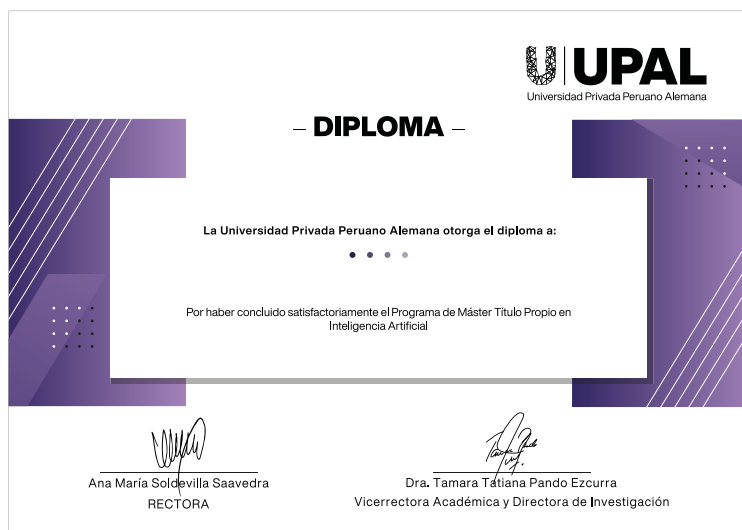 UPAL
Universidad Privada Peruano Alemana
– DIPLOMA –
La Universidad Privada Peruano Alemana otorga el diploma a:
Por haber concluido satisfactoriamente el Programa de Máster Título Propio en
Inteligencia Artificial
Ana María Soldevilla Saavedra
RECTORA
Dra. Tamara Tatiana Pando Ezcurra
Vicerrectora Académica y Directora de Investigación